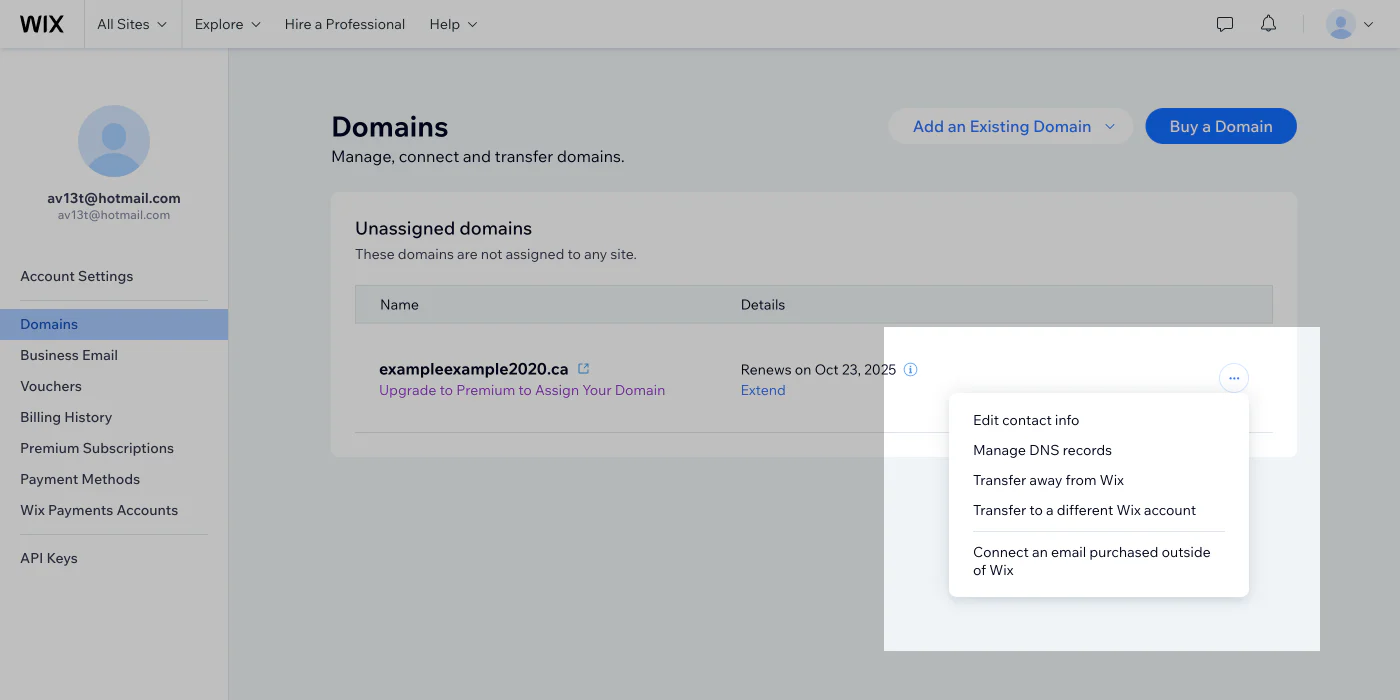 WIX
All Sites
Explore
Hire a Professional
Help
av13t@hotmail.com
av13t@hotmail.com
Account Settings
Domains
Business Email
Vouchers
Billing History
Premium Subscriptions
Payment Methods
Wix Payments Accounts
API Keys
Domains
Manage, connect and transfer domains.
Add an Existing Domain
Buy a Domain
Unassigned domains
These domains are not assigned to any site.
Name
Details
exampleexample2020.ca
Upgrade to Premium to Assign Your Domain
Renews on Oct 23, 2025
Extend
Edit contact info
Manage DNS records
Transfer away from Wix
Transfer to a different Wix account
Connect an email purchased outside
of Wix